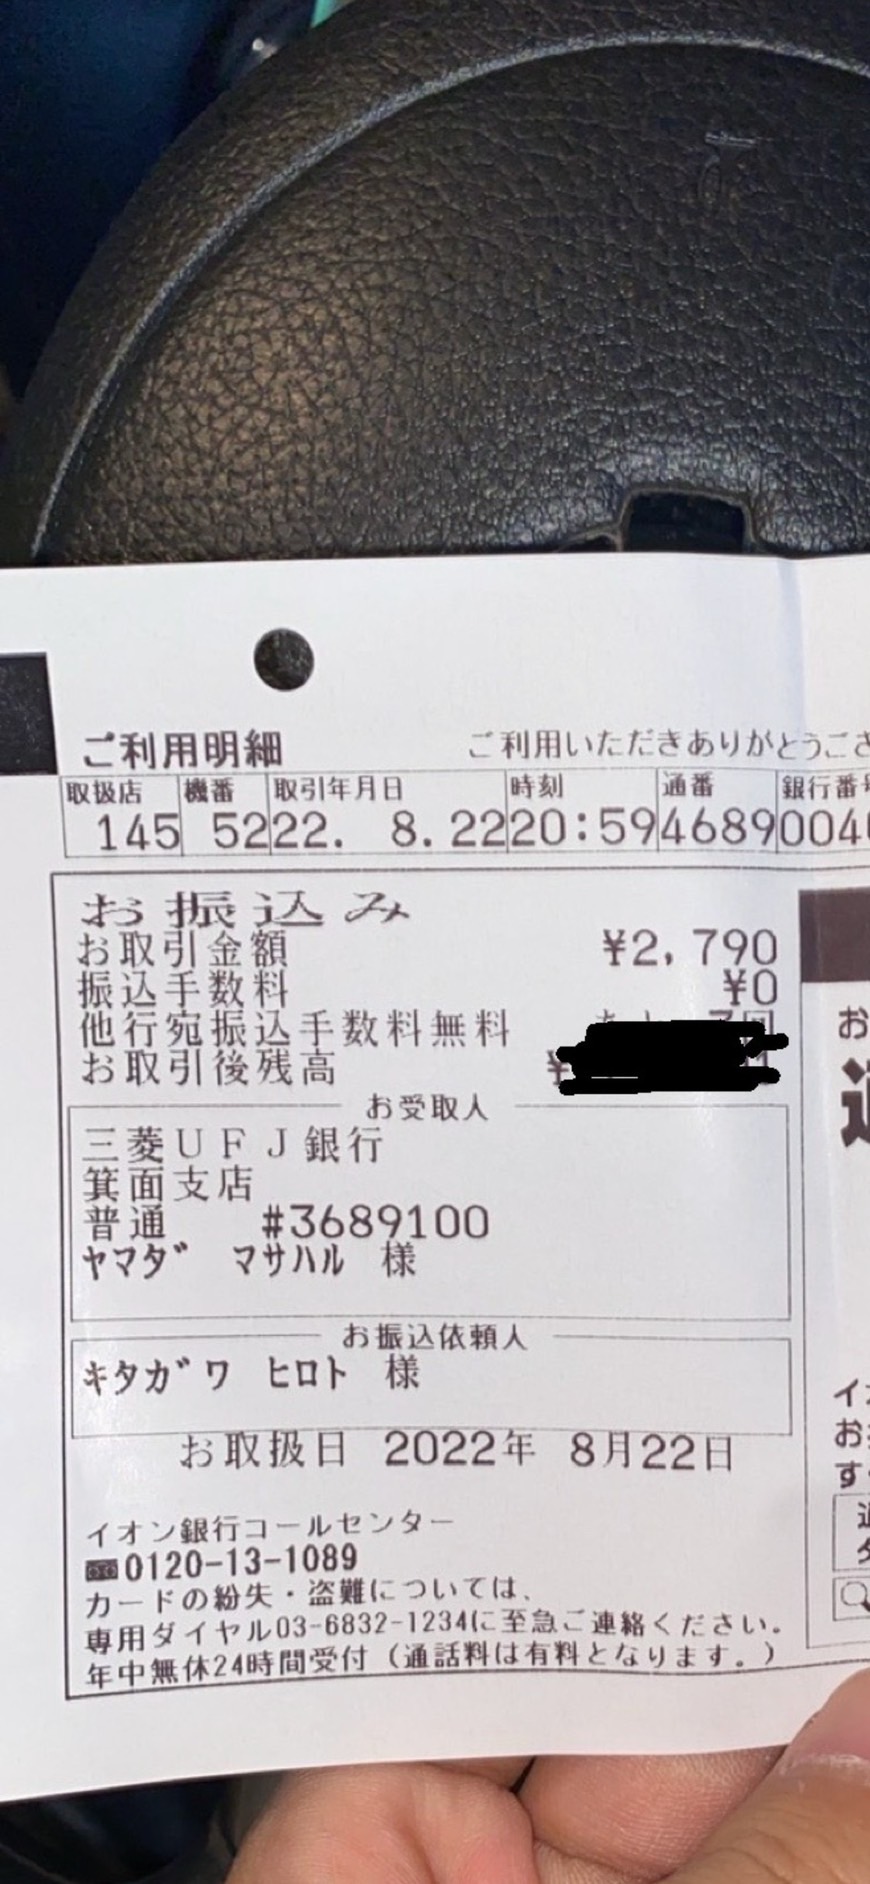 ご利用明細 ご利用いただきありがとうござ
取扱店 機番 取引年月日 時刻 通番 銀行番号
145 52 22. 8.22 20:59 4689 004
お振込み
お取引金額 ¥2,790
振込手数料 ¥0
他行宛振込手数料無料
お取引後残高 ¥
お受取人
三菱UFJ銀行
箕面支店
普通 #3689100
ヤマダ マサハル 様
お振込依頼人
キタガワ ヒロト 様
お取扱日 2022年 8月22日
イオン銀行コールセンター
0120-13-1089
カードの紛失・盗難については、
専用ダイヤル03-6832-1234に至急ご連絡ください。
年中無休24時間受付(通話料は有料となります。)